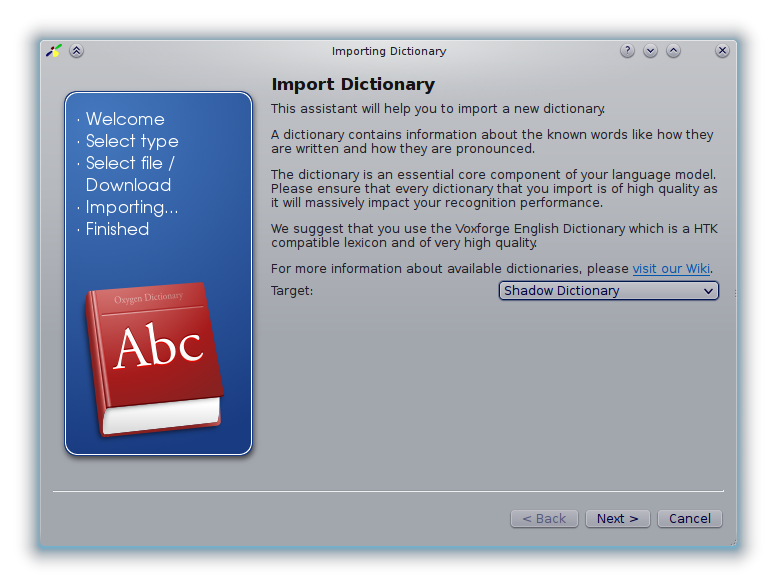 Importing Dictionary
· Welcome
· Select type
· Select file /
Download
· Importing...
· Finished
Oxygen Dictionary
Abc
Import Dictionary
This assistant will help you to import a new dictionary.
A dictionary contains information about the known words like how they
are written and how they are pronounced.
The dictionary is an essential core component of your language model.
Please ensure that every dictionary that you import is of high quality as
it will massively impact your recognition performance.
We suggest that you use the Voxforge English Dictionary which is a HTK
compatible lexicon and of very high quality.
For more information about available dictionaries, please visit our Wiki.
Target: Shadow Dictionary
< Back Next > Cancel